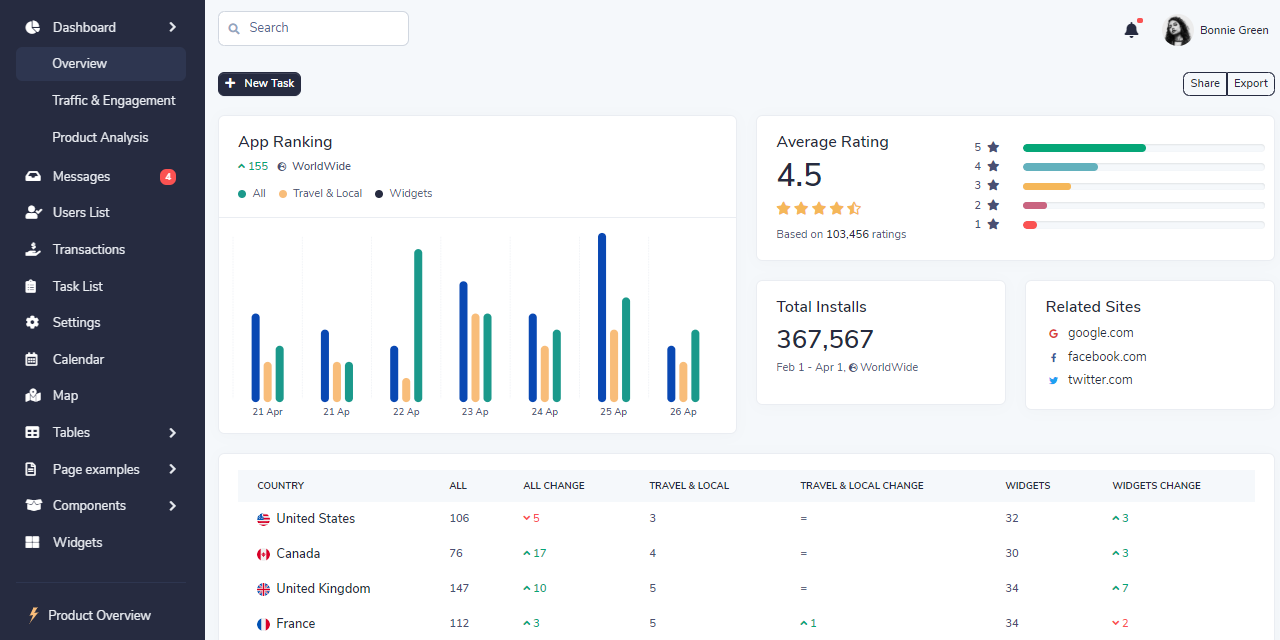 Dashboard
Overview
Traffic & Engagement
Product Analysis
Messages 4
Users List
Transactions
Task List
Settings
Calendar
Map
Tables
Page examples
Components
Widgets
Product Overview
Search
Bonnie Green
New Task
Share Export
App Ranking
155 WorldWide
All Travel & Local Widgets
21 Apr 21 Ap 22 Ap 23 Ap 24 Ap 25 Ap 26 Ap
Average Rating
4.5
Based on 103,456 ratings
5
4
3
2
1
Total Installs
367,567
Feb 1 - Apr 1, WorldWide
Related Sites
google.com
facebook.com
twitter.com
COUNTRY ALL ALL CHANGE TRAVEL & LOCAL TRAVEL & LOCAL CHANGE WIDGETS WIDGETS CHANGE
United States 106 5 3 = 32 3
Canada 76 17 4 = 30 3
United Kingdom 147 10 5 = 34 7
France 112 3 5 1 34 2